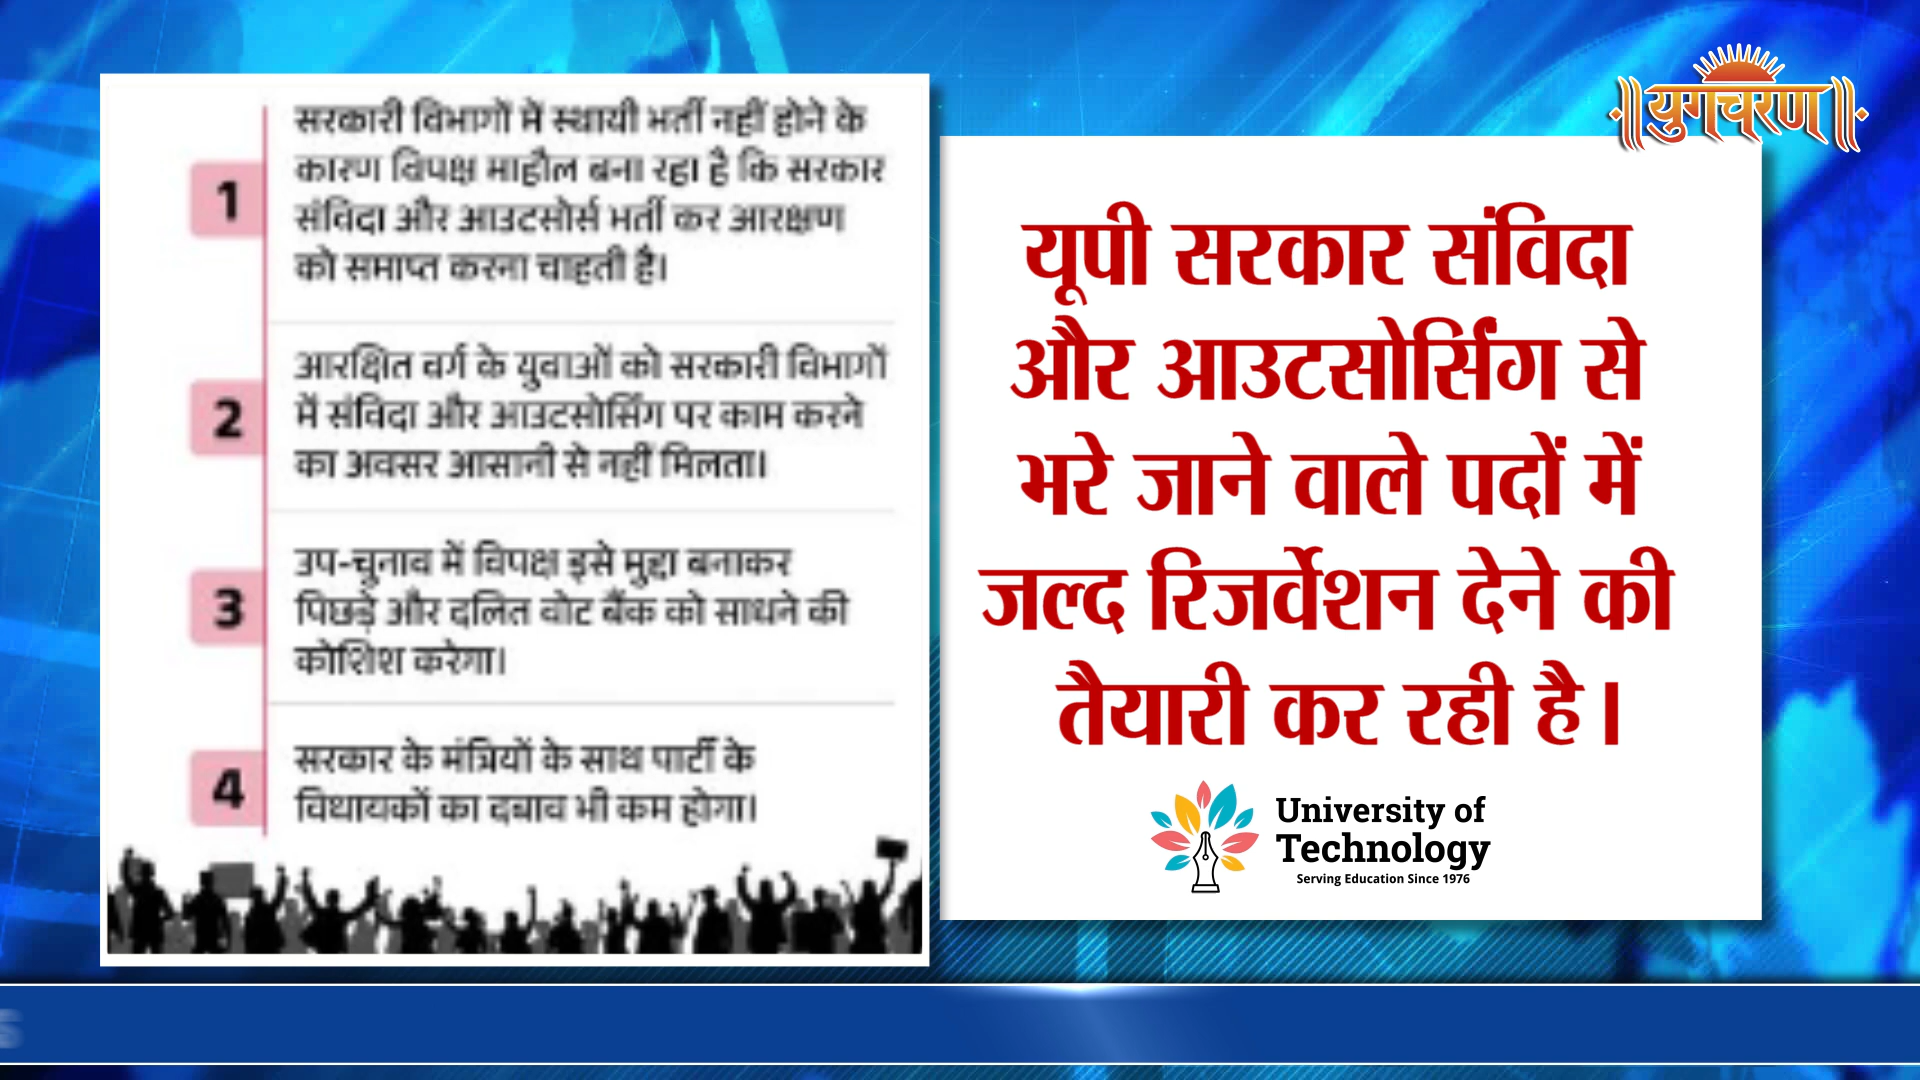 युगचरण
1
सरकारी विभागों में स्थायी भर्ती नहीं होने के
कारण विपक्ष माहौल बना रहा है कि सरकार
संविदा और आउटसोर्स भर्ती कर आरक्षण
को समाप्त करना चाहती है।
2
आरक्षित वर्ग के युवाओं को सरकारी विभागों
में संविदा और आउटसोर्सिंग पर काम करने
का अवसर आसानी से नहीं मिलता।
3
उप-चुनाव में विपक्ष इसे मुद्दा बनाकर
पिछड़े और दलित वोट बैंक को साधने की
कोशिश करेगा।
4
सरकार के मंत्रियों के साथ पार्टी के
विधायकों का दबाव भी कम होगा।
यूपी सरकार संविदा
और आउटसोर्सिंग से
भरे जाने वाले पदों में
जल्द रिजर्वेशन देने की
तैयारी कर रही है।
University of
Technology
Serving Education Since 1976